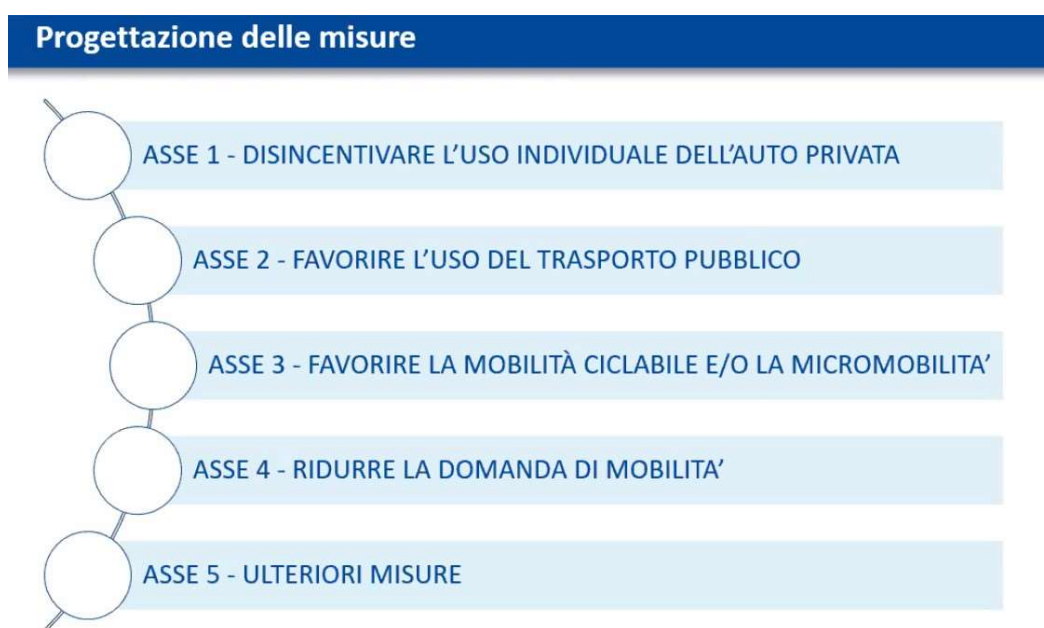 Progettazione delle misure
ASSE 1 - DISINCENTIVARE L’USO INDIVIDUALE DELL’AUTO PRIVATA
ASSE 2 - FAVORIRE L’USO DEL TRASPORTO PUBBLICO
ASSE 3 - FAVORIRE LA MOBILITÀ CICLABILE E/O LA MICROMOBILITA’
ASSE 4 - RIDURRE LA DOMANDA DI MOBILITA’
ASSE 5 - ULTERIORI MISURE